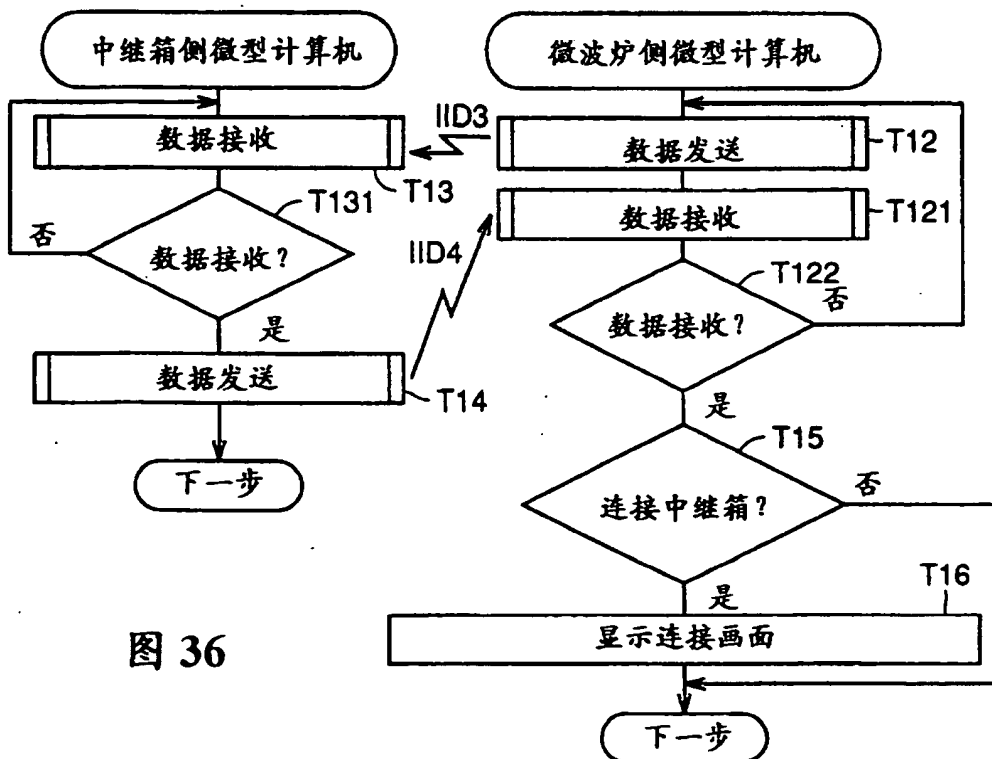 中继箱侧微型计算机
微波炉侧微型计算机
数据接收
T13
IID3
数据发送
T12
数据接收
T121
T131
数据接收？
否
是
IID4
数据发送
T14
下一步
T122
数据接收？
否
是
T15
连接中继箱？
否
是
T16
显示连接画面
下一步
图 36